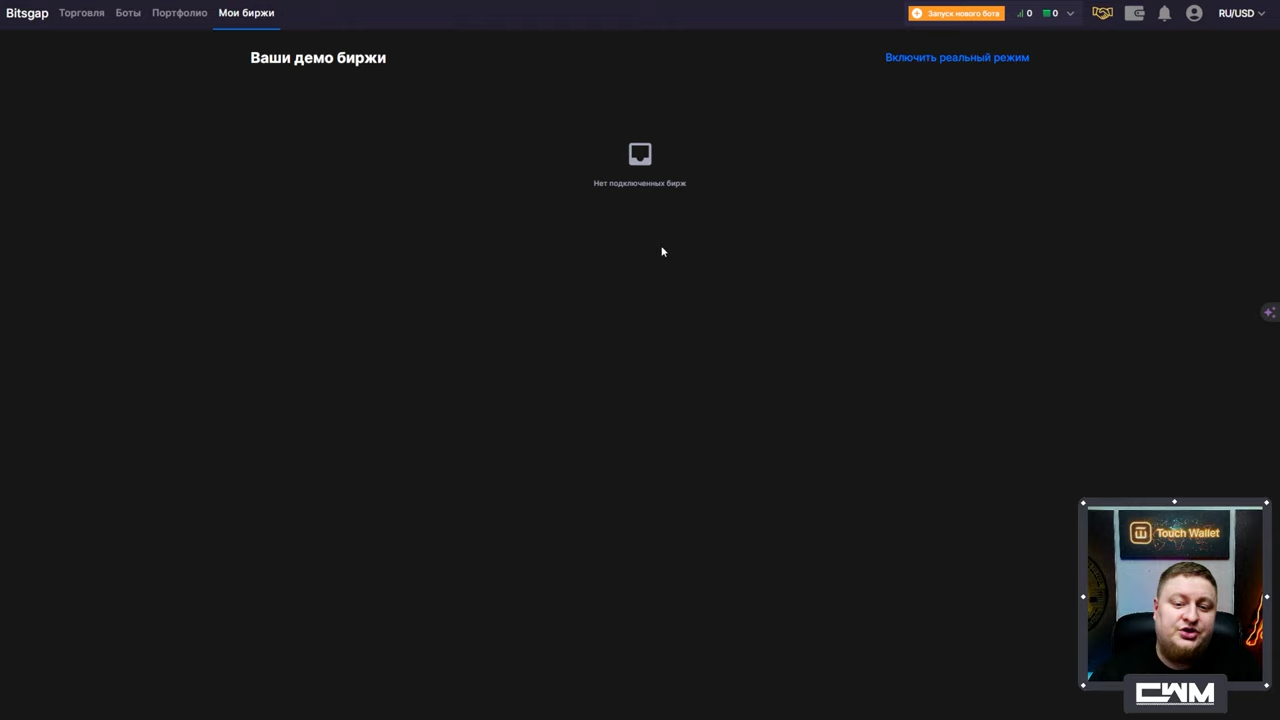 Bitsgap Торговля Боты Портфолио Мои биржи Запуск нового бота 0 0 RU/USD
Ваши демо биржи Включить реальный режим
Нет подключенных бирж
Touch Wallet
CWM